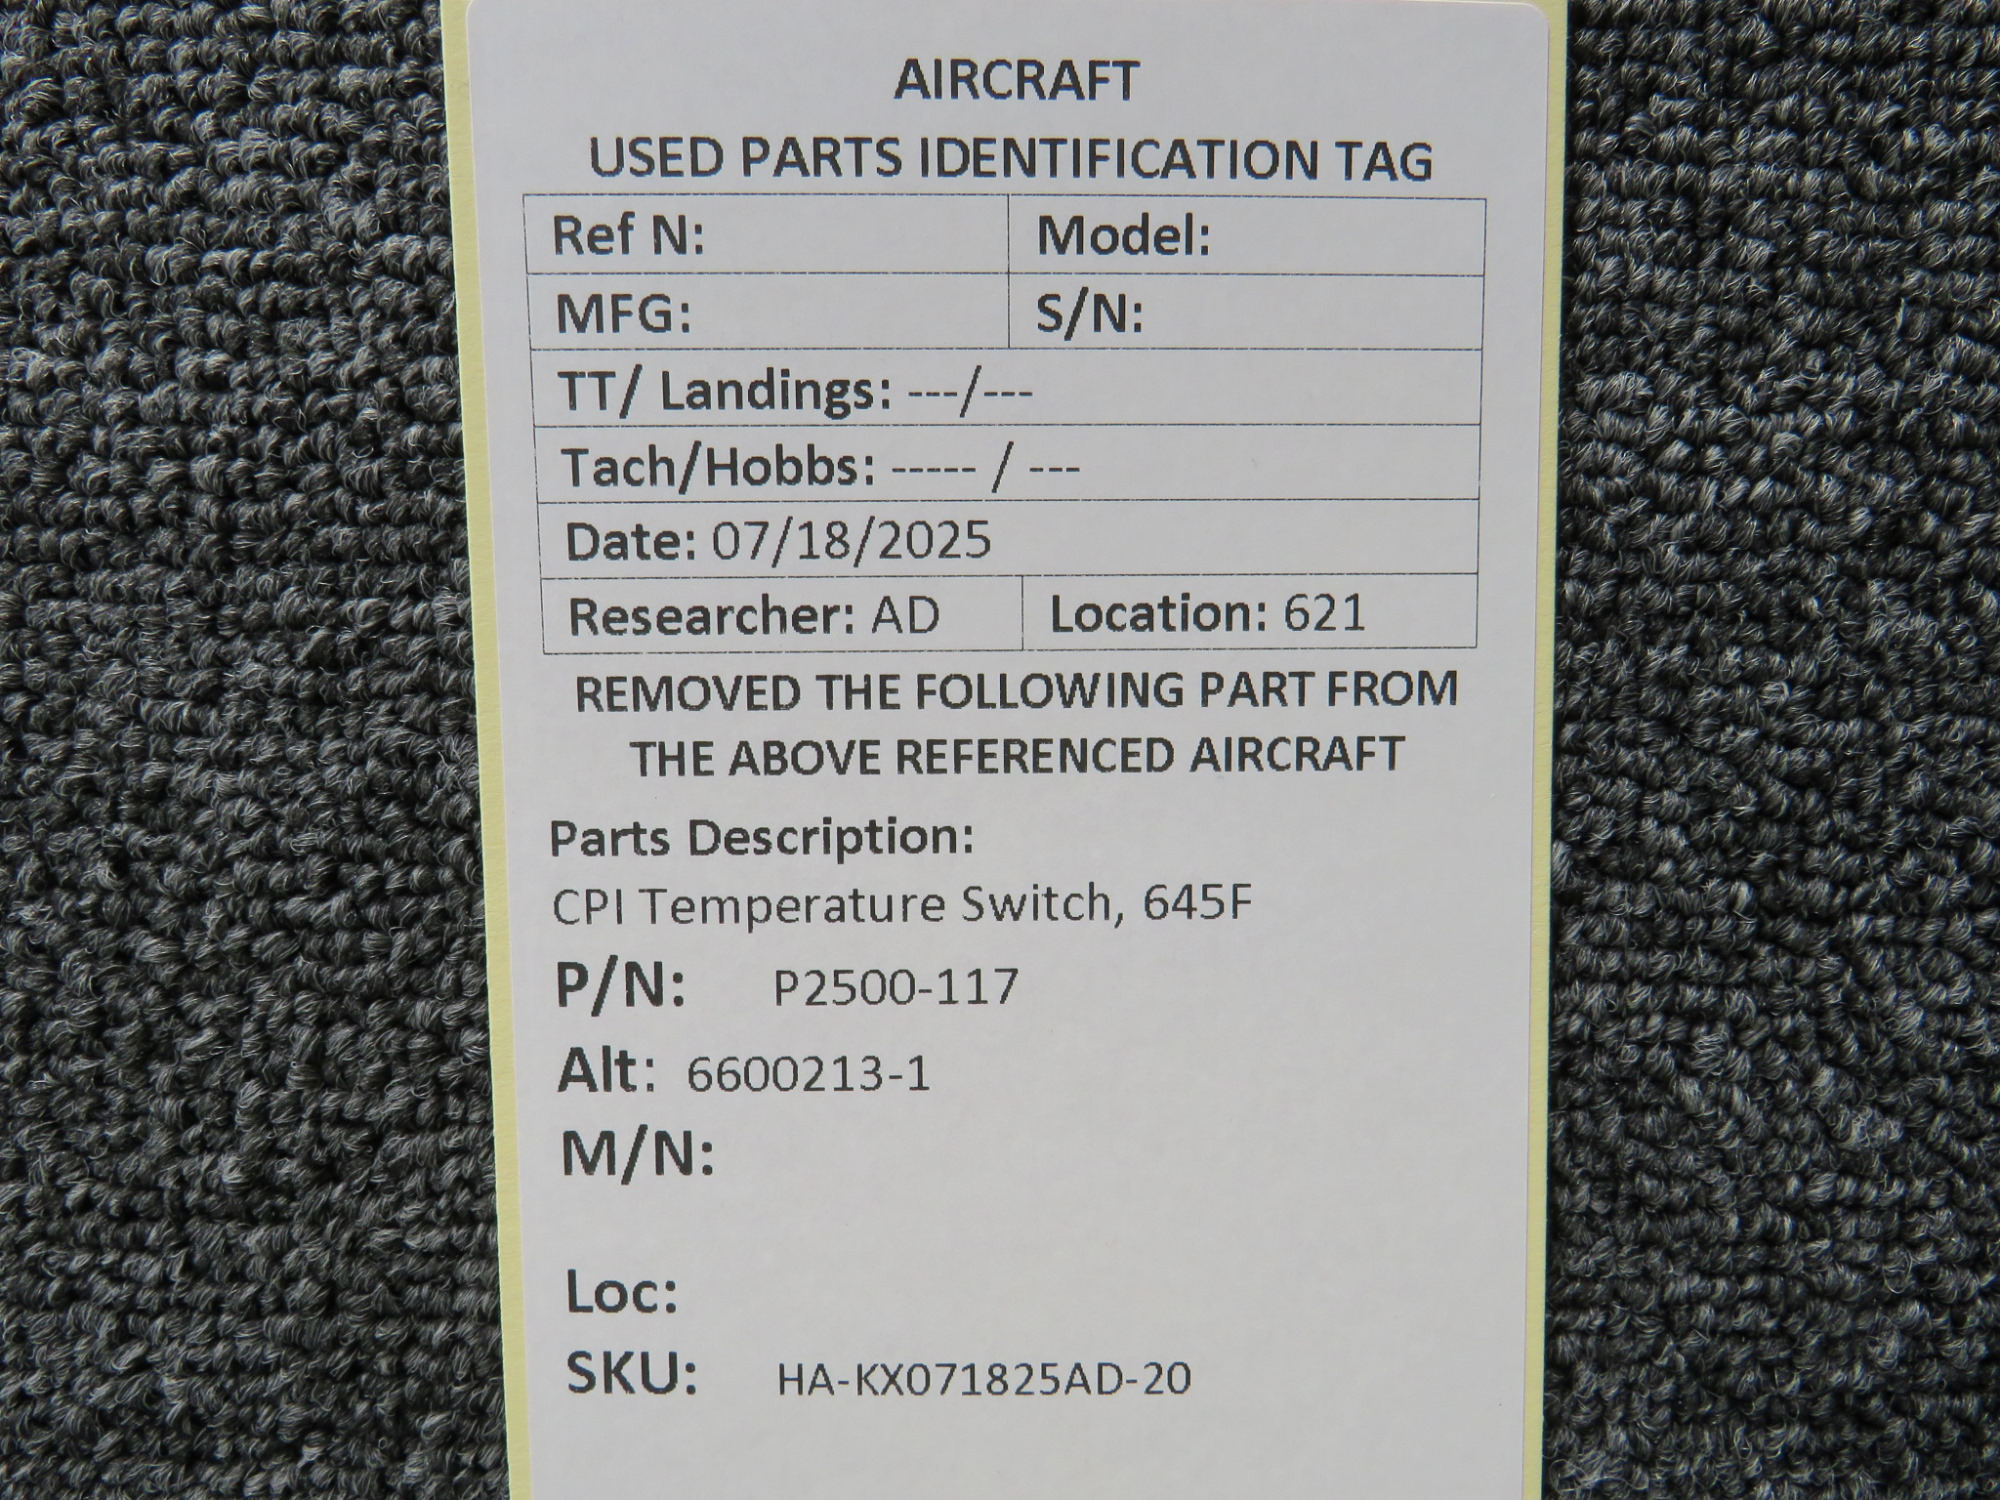 AIRCRAFT
USED PARTS IDENTIFICATION TAG
Ref N: Model:
MFG: S/N:
TT/ Landings: ---/---
Tach/Hobbs: ----- / ---
Date: 07/18/2025
Researcher: AD Location: 621
REMOVED THE FOLLOWING PART FROM
THE ABOVE REFERENCED AIRCRAFT
Parts Description:
CPI Temperature Switch, 645F
P/N: P2500-117
Alt: 6600213-1
M/N:
Loc:
SKU: HA-KX071825AD-20